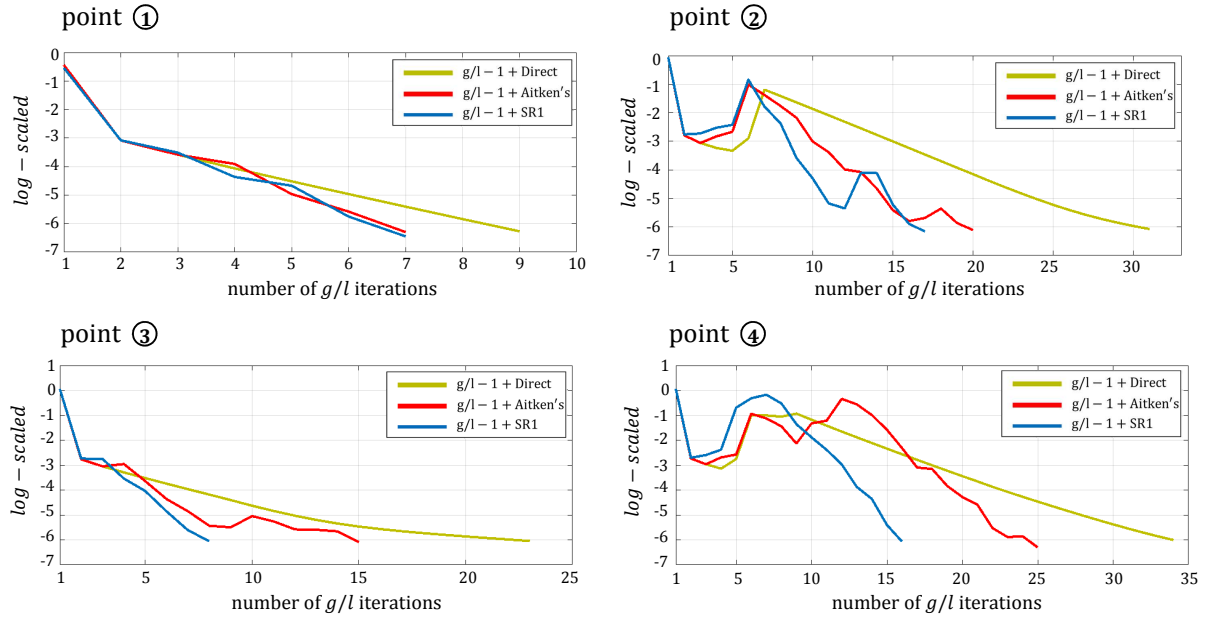 point ①
0
-1
-2
-3
-4
-5
-6
-7
log − scaled
g/l − 1 + Direct
g/l − 1 + Aitken's
g/l − 1 + SR1
1 2 3 4 5 6 7 8 9 10
number of g/l iterations
point ②
0
-1
-2
-3
-4
-5
-6
-7
log − scaled
g/l − 1 + Direct
g/l − 1 + Aitken's
g/l − 1 + SR1
1 5 10 15 20 25 30
number of g/l iterations
point ③
1
0
-1
-2
-3
-4
-5
-6
-7
log − scaled
g/l − 1 + Direct
g/l − 1 + Aitken's
g/l − 1 + SR1
1 5 10 15 20 25
number of g/l iterations
point ④
1
0
-1
-2
-3
-4
-5
-6
-7
log − scaled
g/l − 1 + Direct
g/l − 1 + Aitken's
g/l − 1 + SR1
1 5 10 15 20 25 30 35
number of g/l iterations